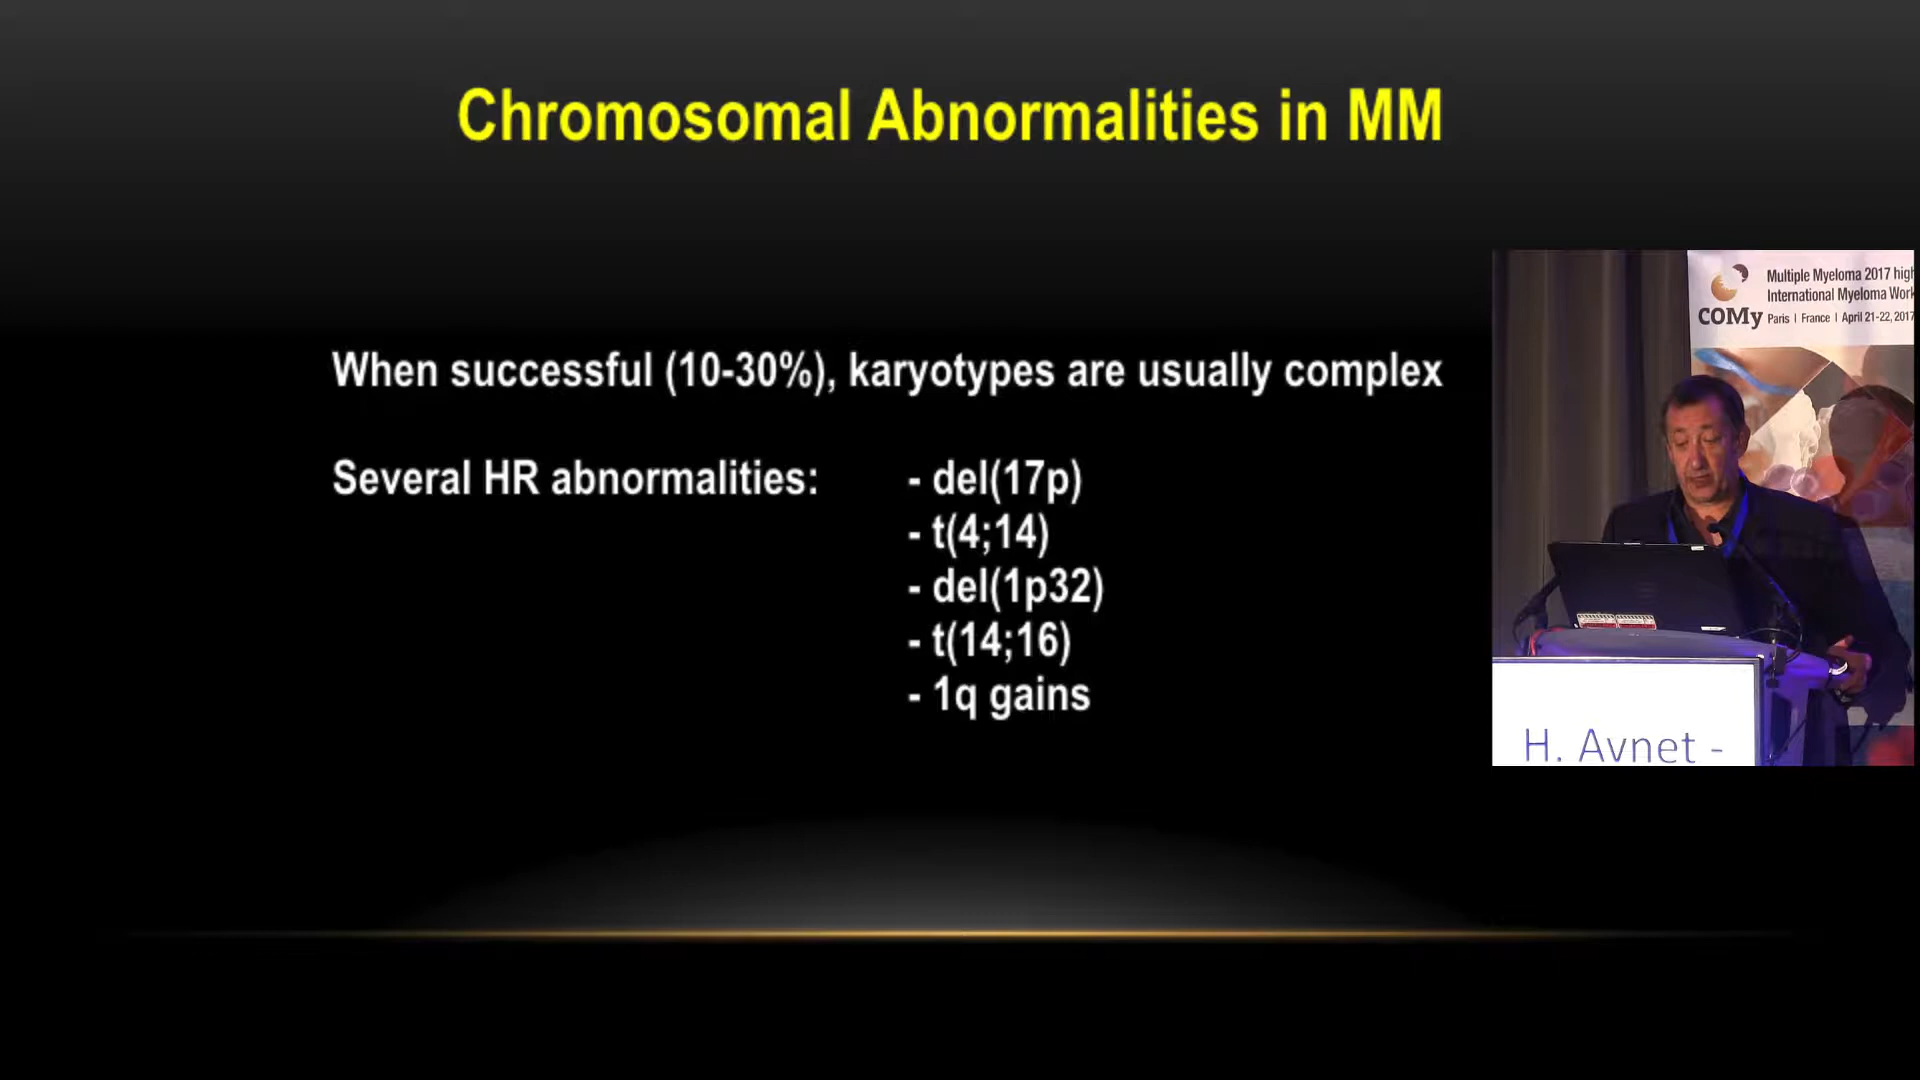 Chromosomal Abnormalities in MM
When successful (10-30%), karyotypes are usually complex
Several HR abnormalities: - del(17p)
- t(4;14)
- del(1p32)
- t(14;16)
- 1q gains
COMy
Multiple Myeloma 2017
International Myeloma
Paris | France | April 21-22, 2017
H. Avnet -